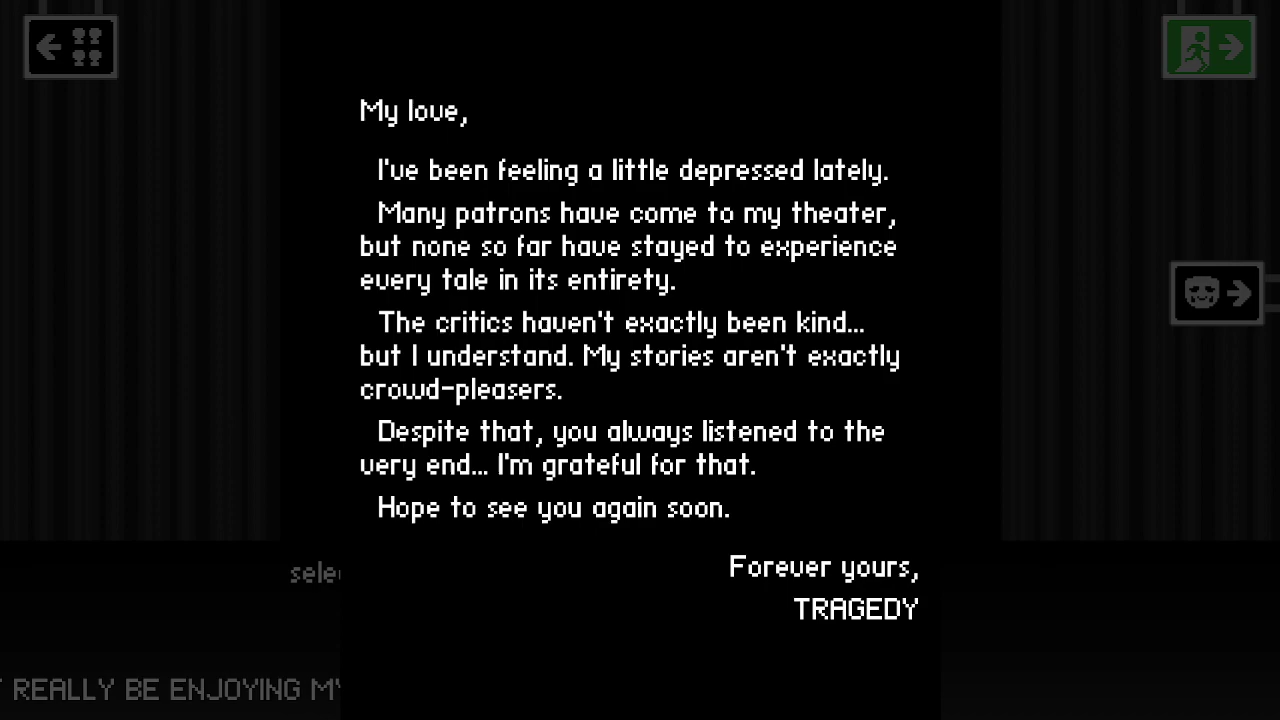 My love,
I've been feeling a little depressed lately.
Many patrons have come to my theater,
but none so far have stayed to experience
every tale in its entirety.
The critics haven't exactly been kind...
but I understand. My stories aren't exactly
crowd-pleasers.
Despite that, you always listened to the
very end... I'm grateful for that.
Hope to see you again soon.
Forever yours,
TRAGEDY
selec
REALLY BE ENJOYING MY